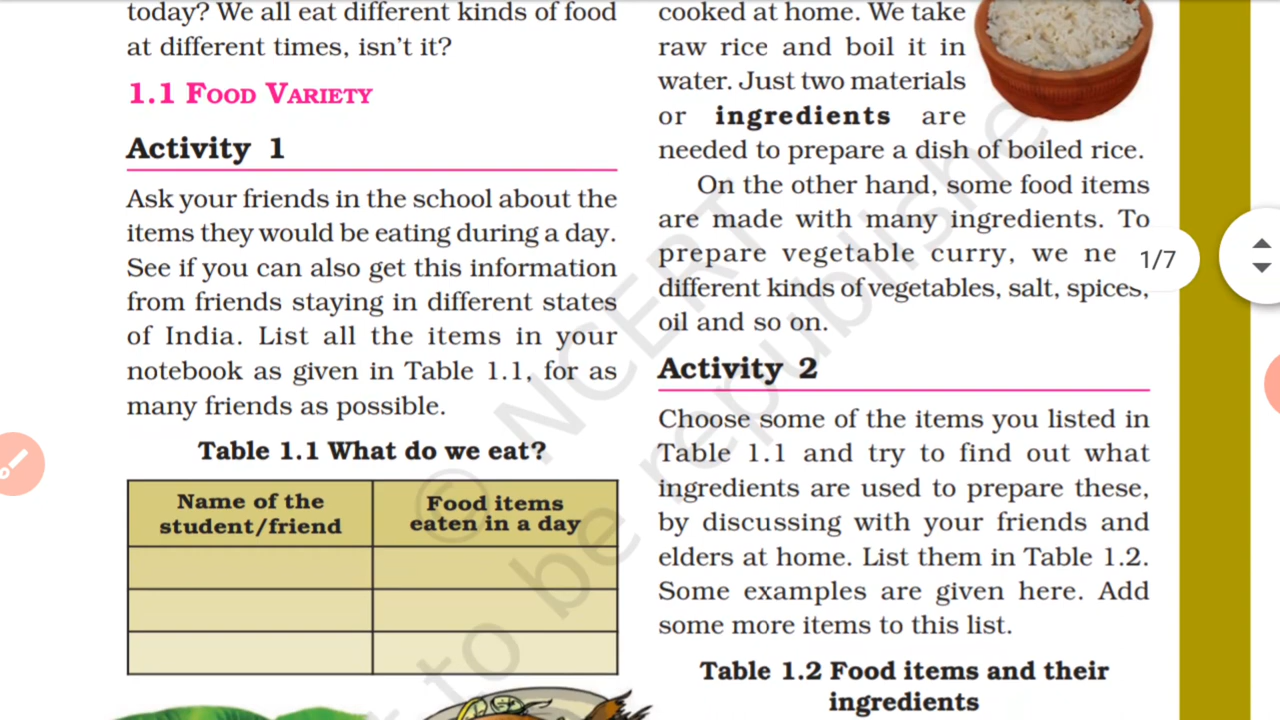 today? We all eat different kinds of food
at different times, isn't it?
1.1 FOOD VARIETY
Activity 1
Ask your friends in the school about the
items they would be eating during a day.
See if you can also get this information
from friends staying in different states
of India. List all the items in your
notebook as given in Table 1.1, for as
many friends as possible.
Table 1.1 What do we eat?
Name of the
student/friend
Food items
eaten in a day
cooked at home. We take
raw rice and boil it in
water. Just two materials
or ingredients are
needed to prepare a dish of boiled rice.
On the other hand, some food items
are made with many ingredients. To
prepare vegetable curry, we ne
different kinds of vegetables, salt, spices,
oil and so on.
Activity 2
Choose some of the items you listed in
Table 1.1 and try to find out what
ingredients are used to prepare these,
by discussing with your friends and
elders at home. List them in Table 1.2.
Some examples are given here. Add
some more items to this list.
Table 1.2 Food items and their
ingredients
1/7
© NCERT
to be republished